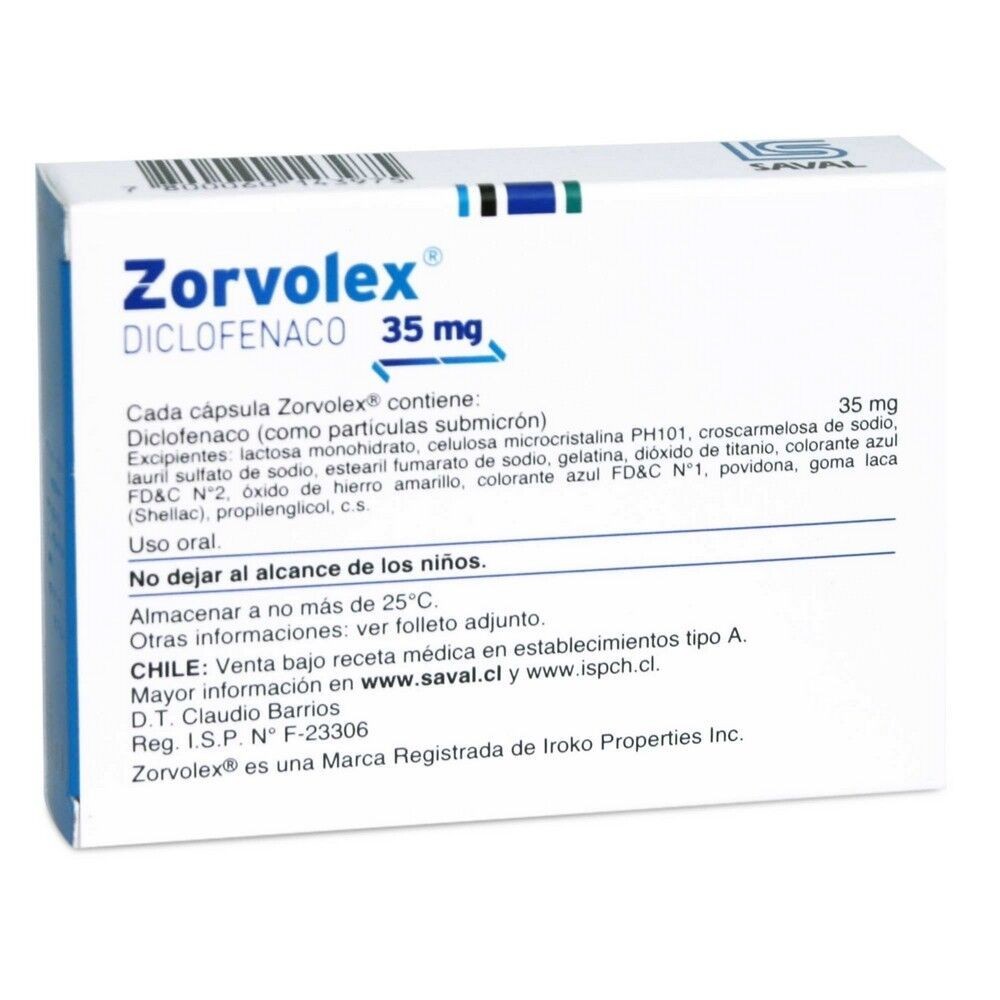 SAVAL
Zorvolex®
DICLOFENACO 35 mg
Cada cápsula Zorvolex® contiene:
Diclofenaco (como partículas submicrón) 35 mg
Excipientes: lactosa monohidrato, celulosa microcristalina PH101, croscarmelosa de sodio,
lauril sulfato de sodio, estearil fumarato de sodio, gelatina, dióxido de titanio, colorante azul
FD&C N°2, óxido de hierro amarillo, colorante azul FD&C N°1, povidona, goma laca
(Shellac), propilenglicol, c.s.
Uso oral.
No dejar al alcance de los niños.
Almacenar a no más de 25°C.
Otras informaciones: ver folleto adjunto.
CHILE: Venta bajo receta médica en establecimientos tipo A.
Mayor información en www.saval.cl y www.ispch.cl.
D.T. Claudio Barrios
Reg. I.S.P. N° F-23306
Zorvolex® es una Marca Registrada de Iroko Properties Inc.